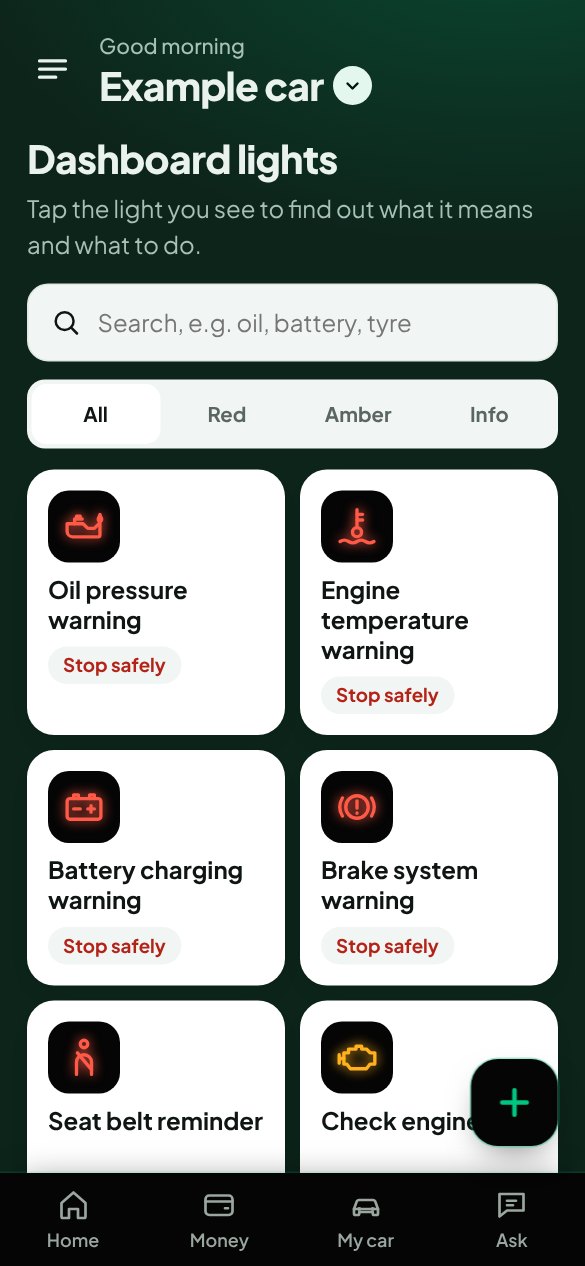 Good morning
Example car
Dashboard lights
Tap the light you see to find out what it means
and what to do.
Search, e.g. oil, battery, tyre
All
Red
Amber
Info
Oil pressure
warning
Stop safely
Engine
temperature
warning
Stop safely
Battery charging
warning
Stop safely
Brake system
warning
Stop safely
Seat belt reminder
Check engine
Home
Money
My car
Ask